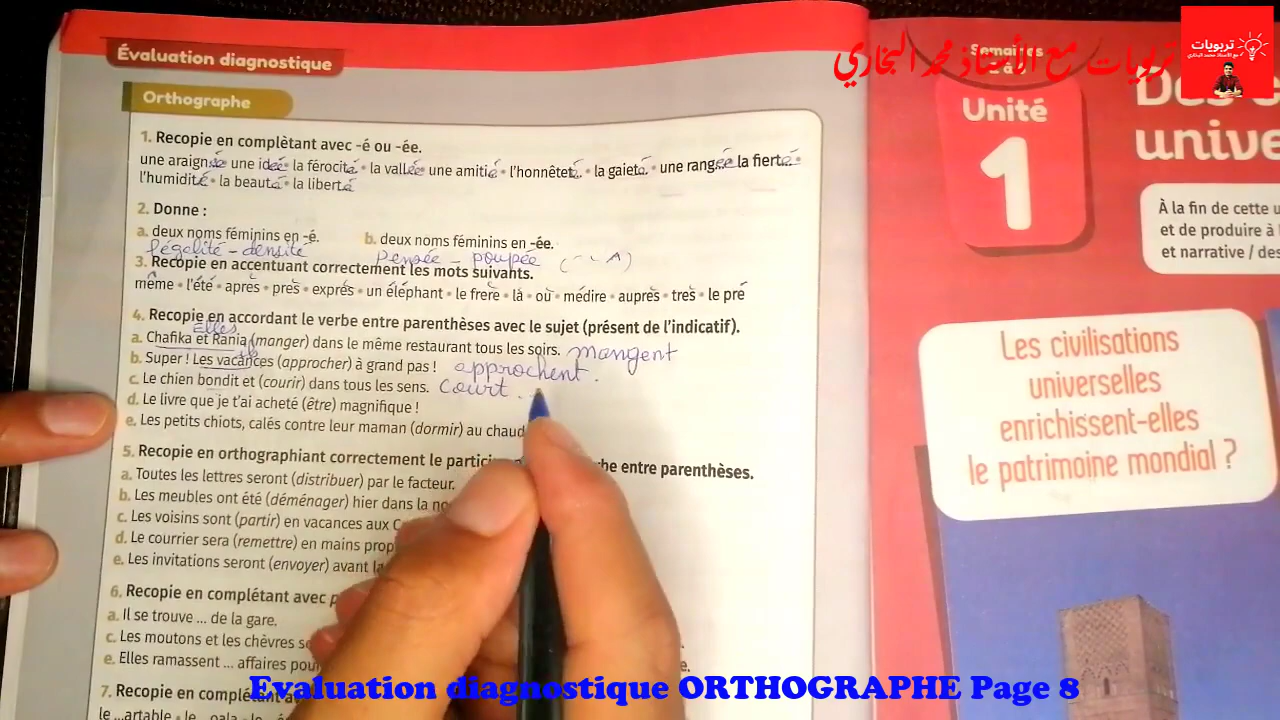 Évaluation diagnostique
Orthographe
1. Recopie en complètant avec -é ou -ée.
une araignée une idée • la férocité • la vallée • une amitié • l'honnêteté • la gaieté • une rangée la fierté •
l'humidité • la beauté • la liberté
2. Donne :
a. deux noms féminins en -é. b. deux noms féminins en -ée.
légalité - densité pensée - poupée
3. Recopie en accentuant correctement les mots suivants.
même • l'été • après • près • exprès • un éléphant • le frère • là • où • médire • auprès • très • le pré
4. Recopie en accordant le verbe entre parenthèses avec le sujet (présent de l'indicatif).
Elles
a. Chafika et Rania (manger) dans le même restaurant tous les soirs. mangent
b. Super ! Les vacances (approcher) à grand pas ! approchent.
c. Le chien bondit et (courir) dans tous les sens. court.
d. Le livre que je t'ai acheté (être) magnifique !
e. Les petits chiots, calés contre leur maman (dormir) au chaud
5. Recopie en orthographiant correctement le partici be entre parenthèses.
a. Toutes les lettres seront (distribuer) par le facteur.
b. Les meubles ont été (déménager) hier dans la no
c. Les voisins sont (partir) en vacances aux C
d. Le courrier sera (remettre) en mains prop
e. Les invitations seront (envoyer) avant la
6. Recopie en complétant avec p
a. Il se trouve ... de la gare.
c. Les moutons et les chèvres so
e. Elles ramassent ... affaires pou e.
7. Recopie en complétant av
تربويات مع الأستاذ محمد البخاري
تربويات
Semaines
Unité
1
Des c
unive
À la fin de cette u
et de produire à
et narrative / des
Les civilisations
universelles
enrichissent-elles
le patrimoine mondial ?
Evaluation diagnostique ORTHOGRAPHE Page 8